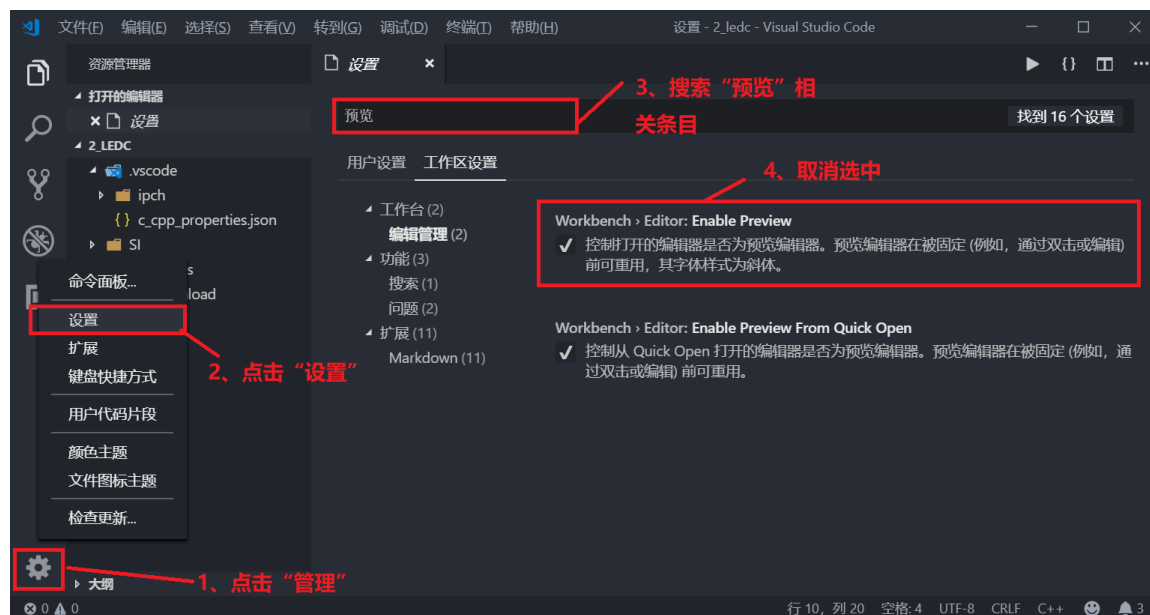 文件(F) 编辑(E) 选择(S) 查看(V) 转到(G) 调试(D) 终端(T) 帮助(H) 设置 - 2_ledc - Visual Studio Code
资源管理器
设置
打开的编辑器
设置
2_LEDC
.vscode
ipch
{} c_cpp_properties.json
SI
s
load
命令面板...
设置
扩展
键盘快捷方式
用户代码片段
颜色主题
文件图标主题
检查更新...
大纲
预览
找到 16 个设置
用户设置 工作区设置
工作台 (2)
编辑管理 (2)
功能 (3)
搜索 (1)
问题 (2)
扩展 (11)
Markdown (11)
Workbench › Editor: Enable Preview
控制打开的编辑器是否为预览编辑器。预览编辑器在被固定 (例如，通过双击或编辑)
前可重用，其字体样式为斜体。
Workbench › Editor: Enable Preview From Quick Open
控制从 Quick Open 打开的编辑器是否为预览编辑器。预览编辑器在被固定 (例如，通
过双击或编辑) 前可重用。
1、点击“管理”
2、点击“设置”
3、搜索“预览”相
关条目
4、取消选中
0 0
行 10，列 20 空格: 4 UTF-8 CRLF C++ 3